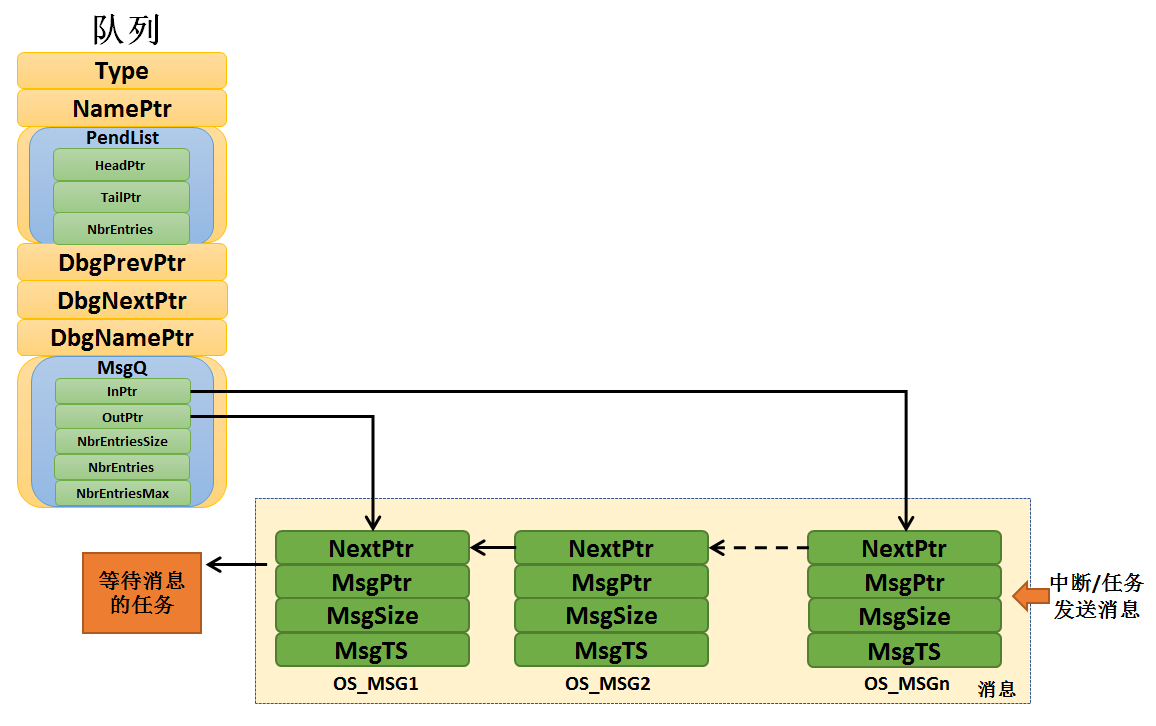 队列
Type
NamePtr
PendList
HeadPtr
TailPtr
NbrEntries
DbgPrevPtr
DbgNextPtr
DbgNamePtr
MsgQ
InPtr
OutPtr
NbrEntriesSize
NbrEntries
NbrEntriesMax
等待消息
的任务
NextPtr
MsgPtr
MsgSize
MsgTS
OS_MSG1
NextPtr
MsgPtr
MsgSize
MsgTS
OS_MSG2
NextPtr
MsgPtr
MsgSize
MsgTS
OS_MSGn
消息
中断/任务
发送消息